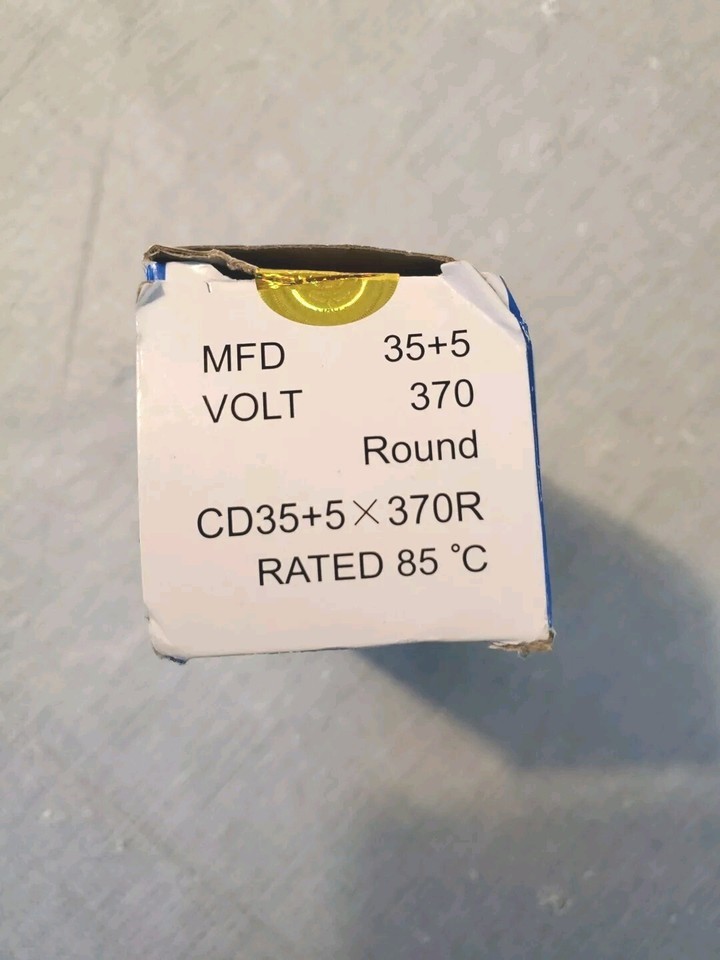 MFD 35+5
VOLT 370
Round
CD35+5×370R
RATED 85 °C